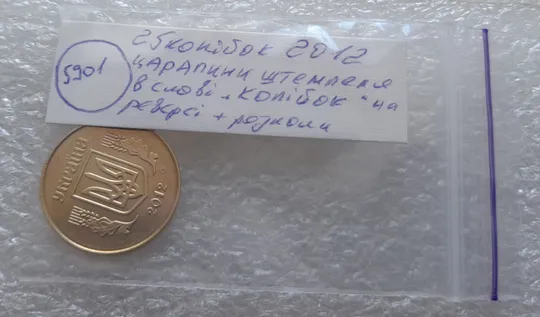 25 копійок 2012
царапини штемпеля
в слові "копійок" на
реверсі + розколи
5901
УКРАЇНА
2012